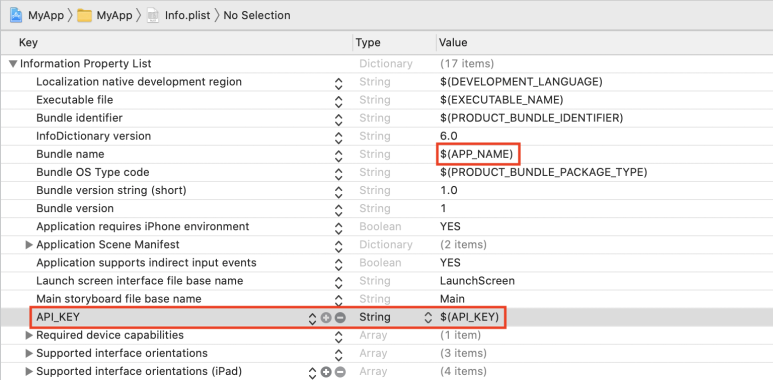 MyApp MyApp Info.plist No Selection
Key Type Value
Information Property List Dictionary (17 items)
Localization native development region String $(DEVELOPMENT_LANGUAGE)
Executable file String $(EXECUTABLE_NAME)
Bundle identifier String $(PRODUCT_BUNDLE_IDENTIFIER)
InfoDictionary version String 6.0
Bundle name String $(APP_NAME)
Bundle OS Type code String $(PRODUCT_BUNDLE_PACKAGE_TYPE)
Bundle version string (short) String 1.0
Bundle version String 1
Application requires iPhone environment Boolean YES
Application Scene Manifest Dictionary (2 items)
Application supports indirect input events Boolean YES
Launch screen interface file base name String LaunchScreen
Main storyboard file base name String Main
API_KEY String $(API_KEY)
Required device capabilities Array (1 item)
Supported interface orientations Array (3 items)
Supported interface orientations (iPad) Array (4 items)